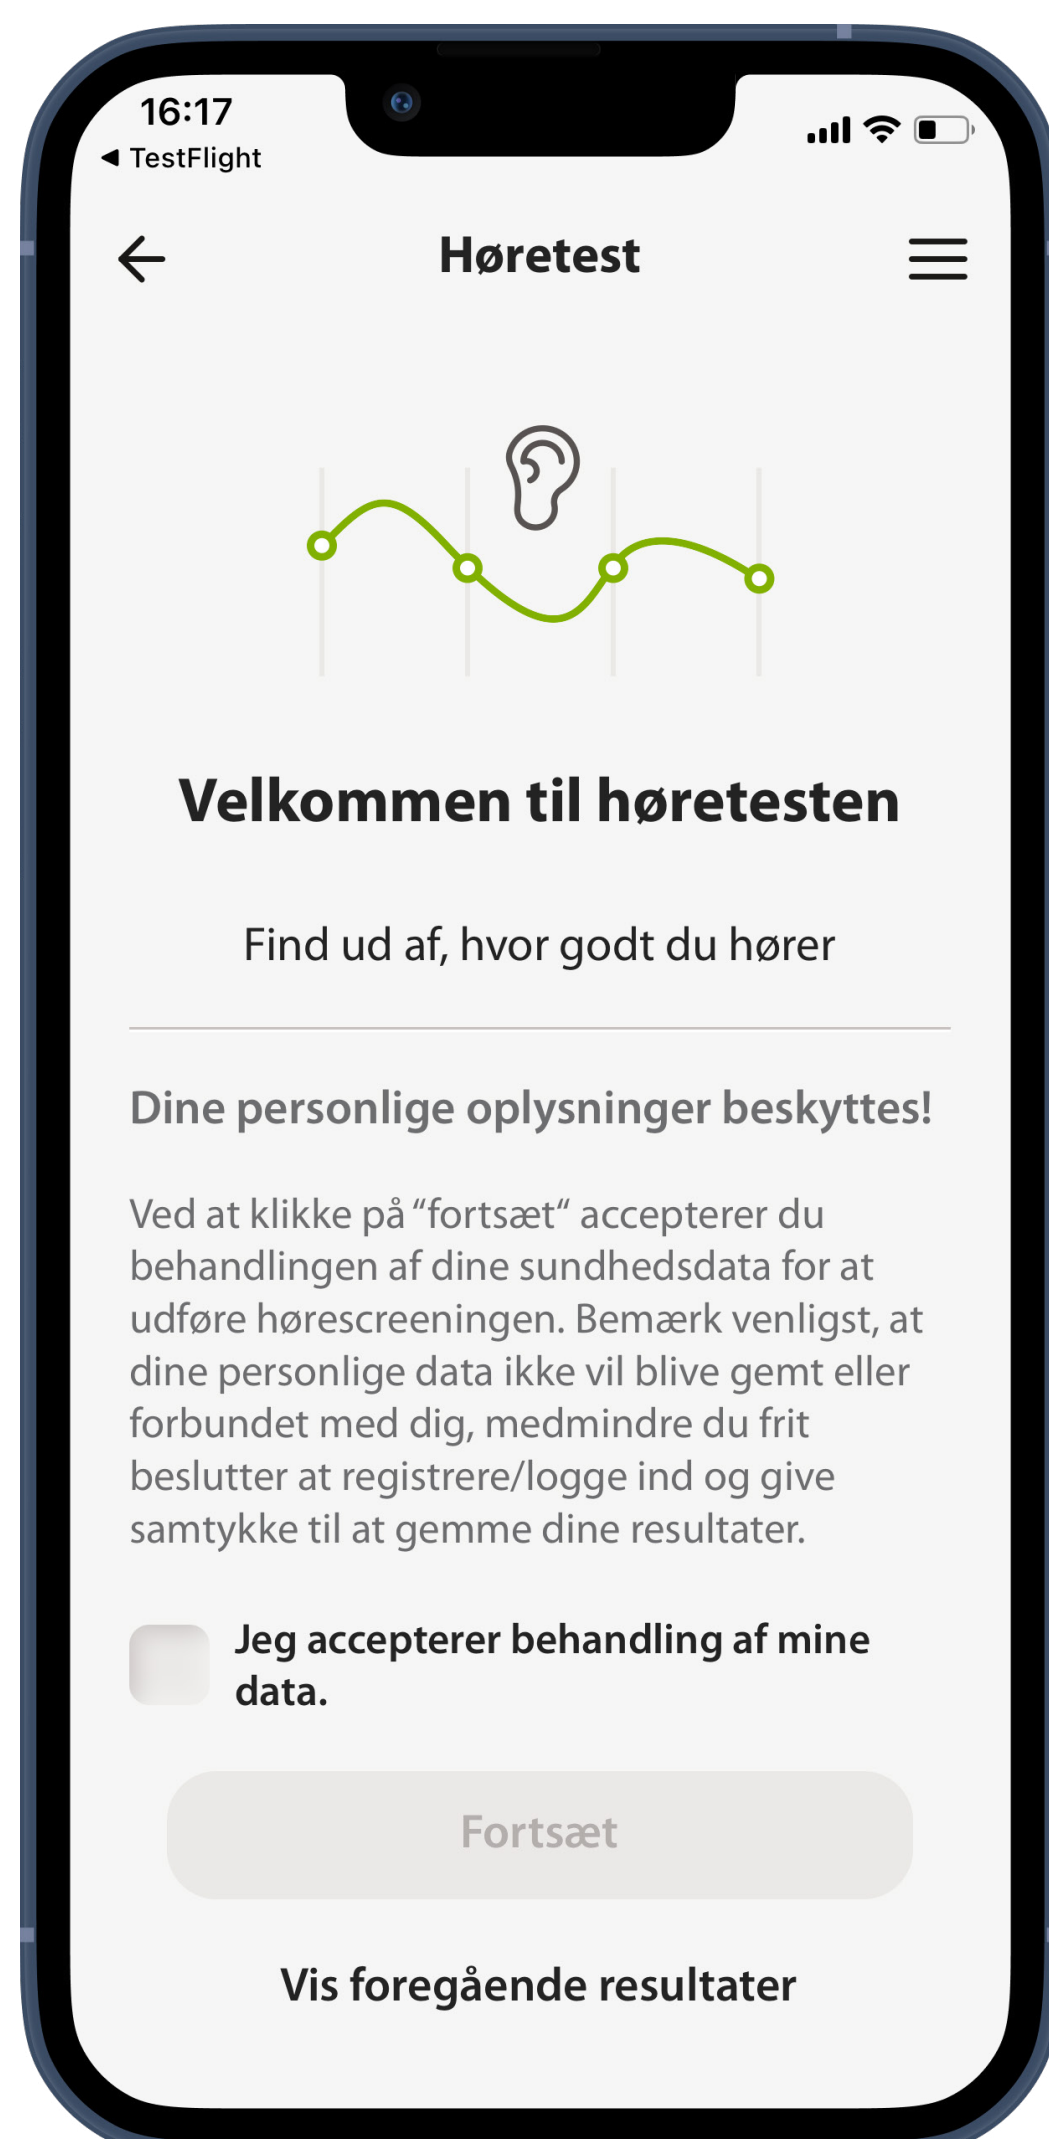 16:17
◀ TestFlight
Høretest
Velkommen til høretesten
Find ud af, hvor godt du hører
Dine personlige oplysninger beskyttes!
Ved at klikke på “fortsæt“ accepterer du
behandlingen af dine sundhedsdata for at
udføre hørescreeningen. Bemærk venligst, at
dine personlige data ikke vil blive gemt eller
forbundet med dig, medmindre du frit
beslutter at registrere/logge ind og give
samtykke til at gemme dine resultater.
Jeg accepterer behandling af mine
data.
Fortsæt
Vis foregående resultater